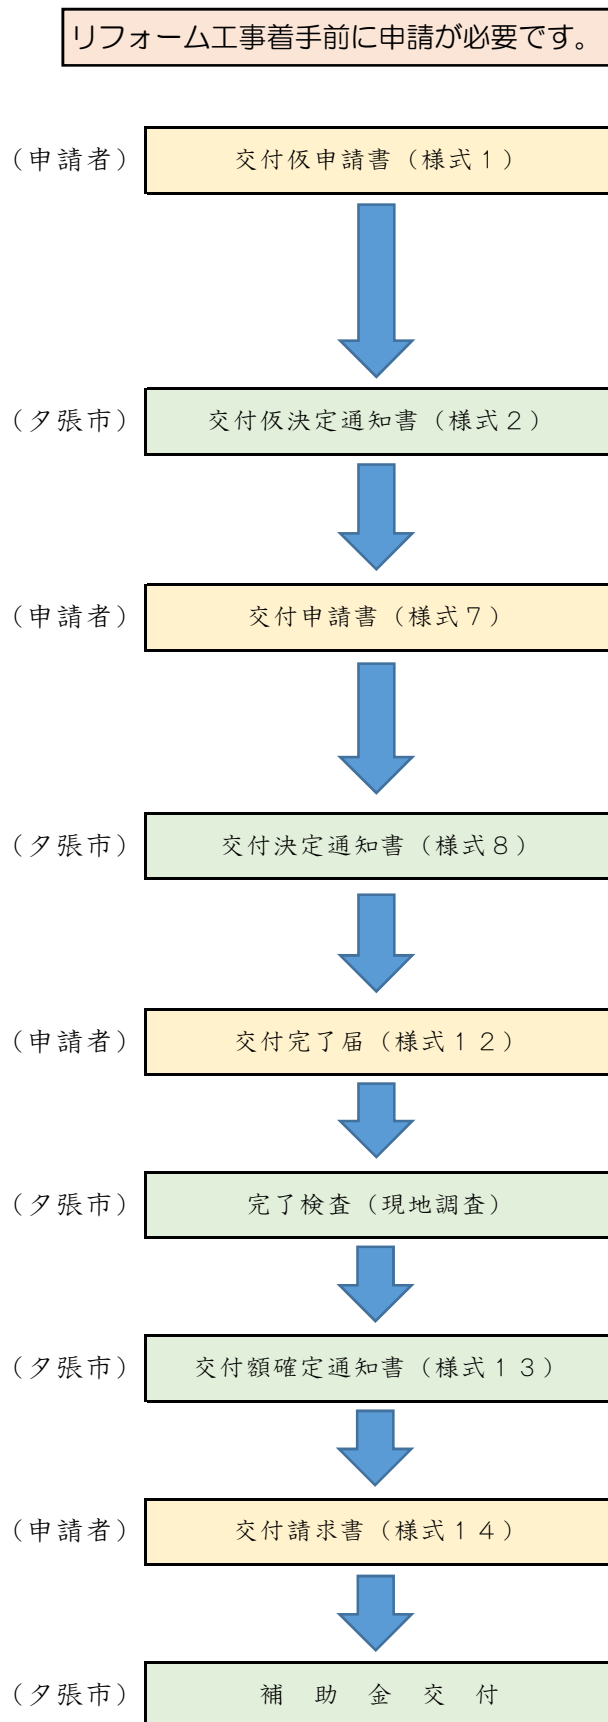 リフォーム工事着手前に申請が必要です。
（申請者） 交付仮申請書（様式１）
（夕張市） 交付仮決定通知書（様式２）
（申請者） 交付申請書（様式７）
（夕張市） 交付決定通知書（様式８）
（申請者） 交付完了届（様式１２）
（夕張市） 完了検査（現地調査）
（夕張市） 交付額確定通知書（様式１３）
（申請者） 交付請求書（様式１４）
（夕張市） 補　助　金　交　付